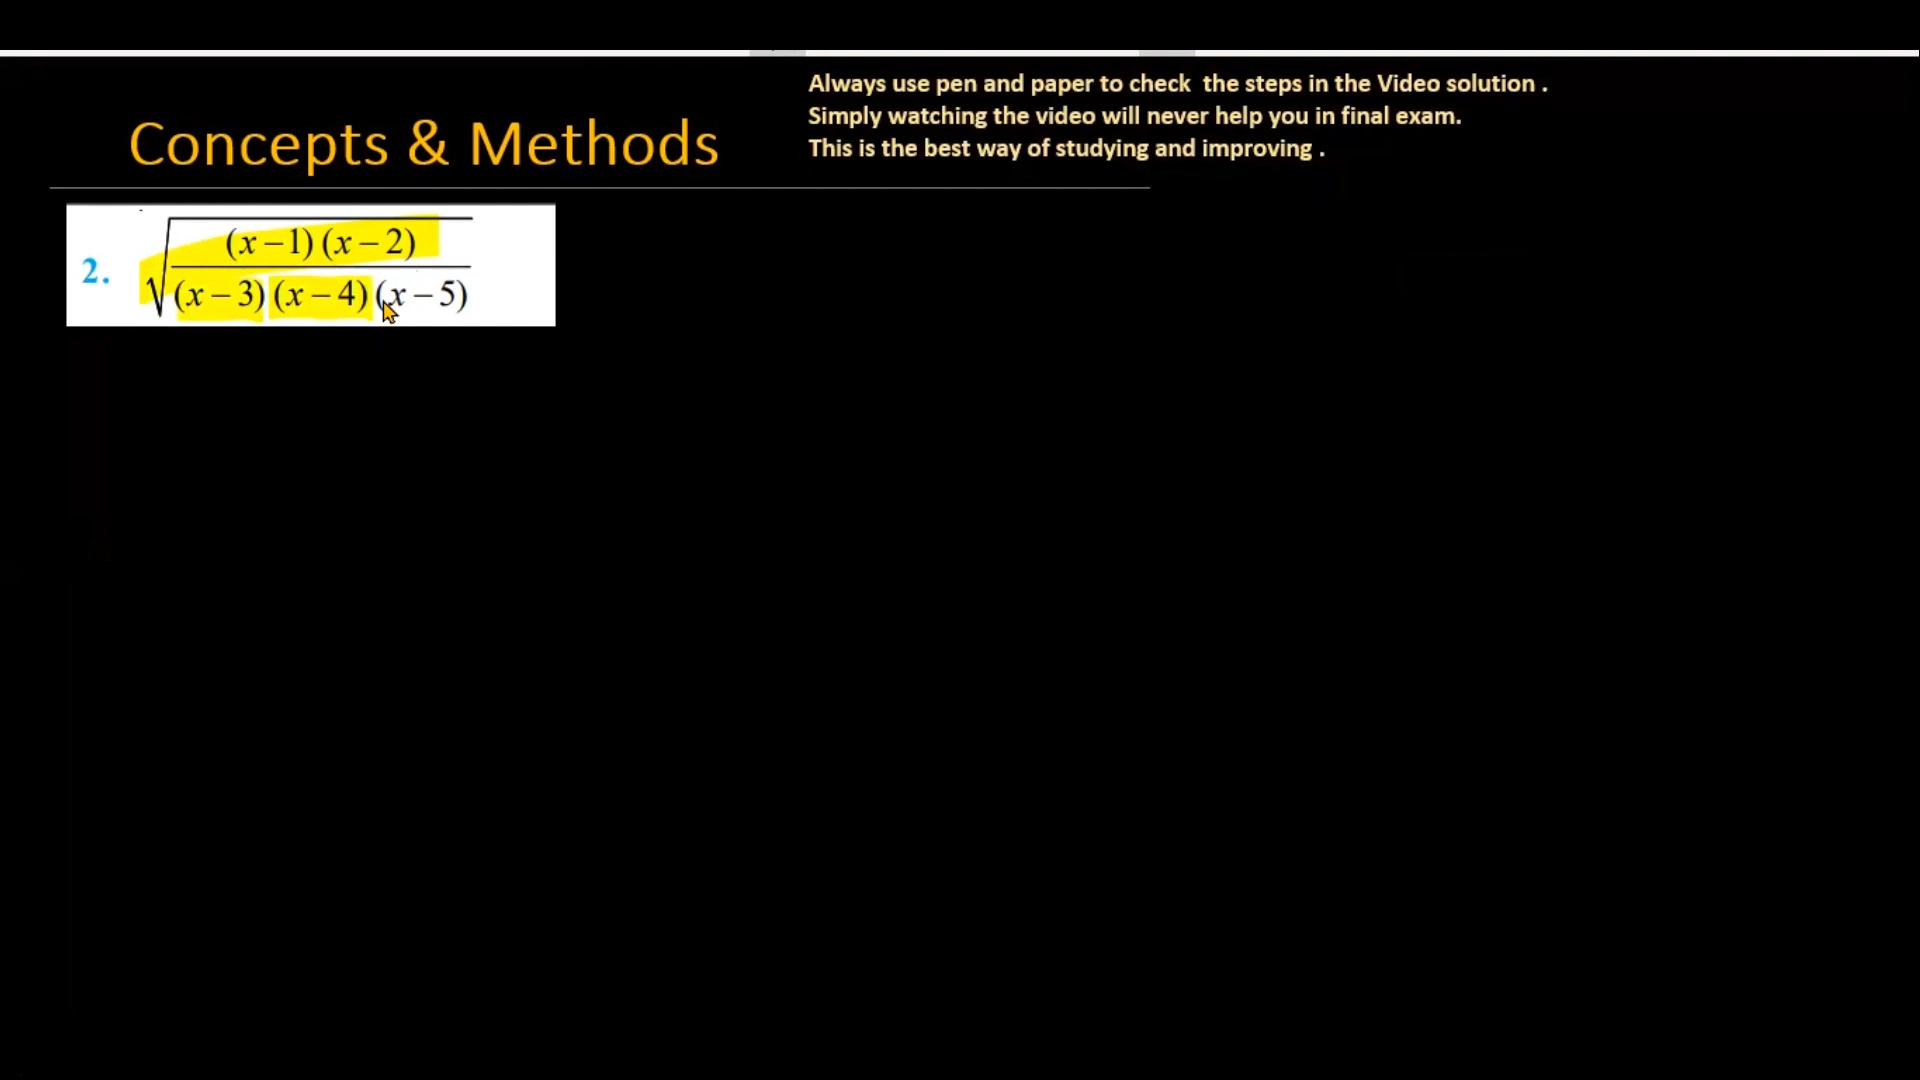 Always use pen and paper to check the steps in the Video solution .
Simply watching the video will never help you in final exam.
This is the best way of studying and improving .
Concepts & Methods
2. √((x – 1) (x – 2) / (x – 3) (x – 4) (x – 5))